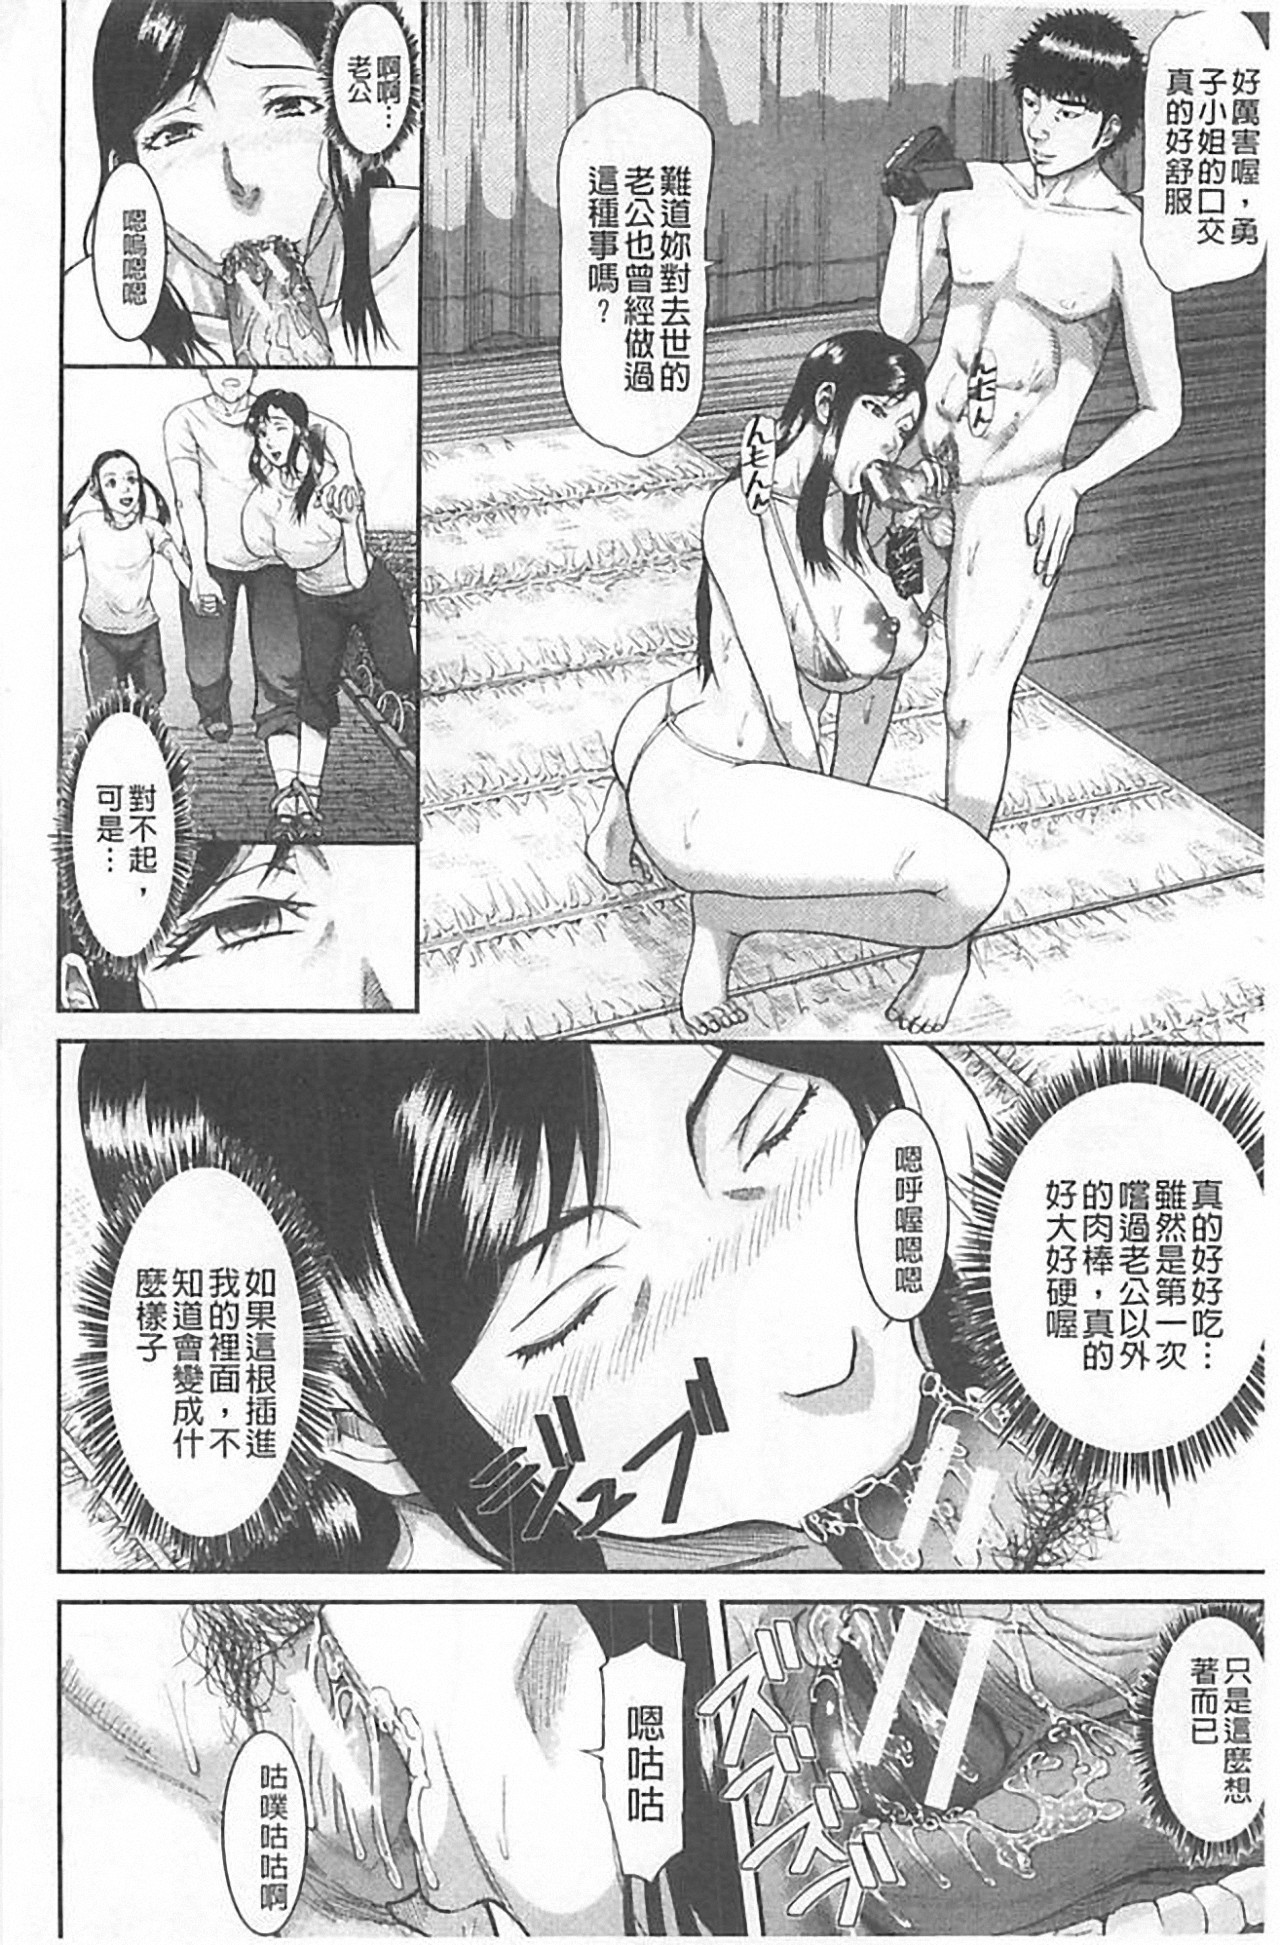 好厲害喔，勇
子小姐的口交
真的好舒服
難道妳對去世的
老公也曾經做過
這種事嗎？
んもん
んもんん
啊啊…
老公
嗯嗚嗯嗯
對不起，
可是…
真的好好吃…
雖然是第一次
嚐過老公以外
的肉棒，真的
好大好硬喔
嗯呼喔嗯嗯
ジュブ
如果這根插進
我的裡面，不
知道會變成什
麼樣子
只是這麼想
著而已
ズズズ
嗯咕咕
咕噗咕咕啊